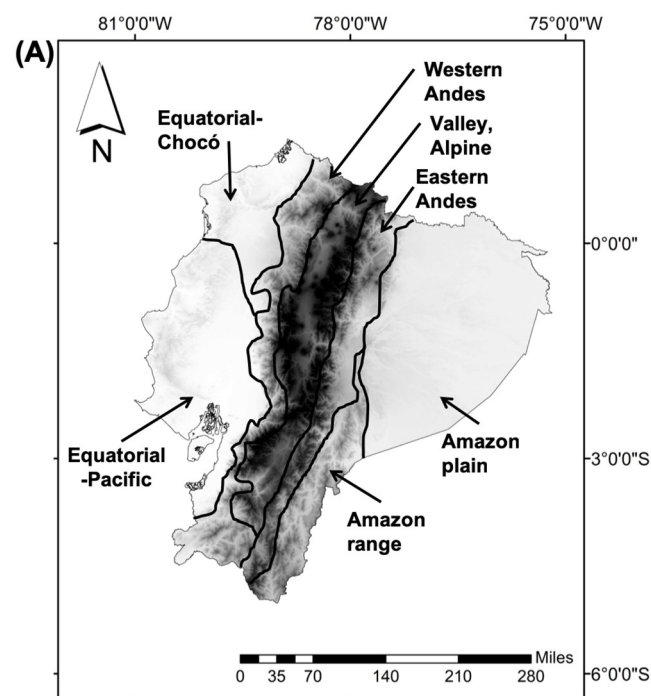 (A)
81°0'0"W
78°0'0"W
75°0'0"W
N
Equatorial-
Chocó
Western
Andes
Valley,
Alpine
Eastern
Andes
0°0'0"
Equatorial
-Pacific
Amazon
plain
3°0'0"S
Amazon
range
Miles
0 35 70 140 210 280
6°0'0"S